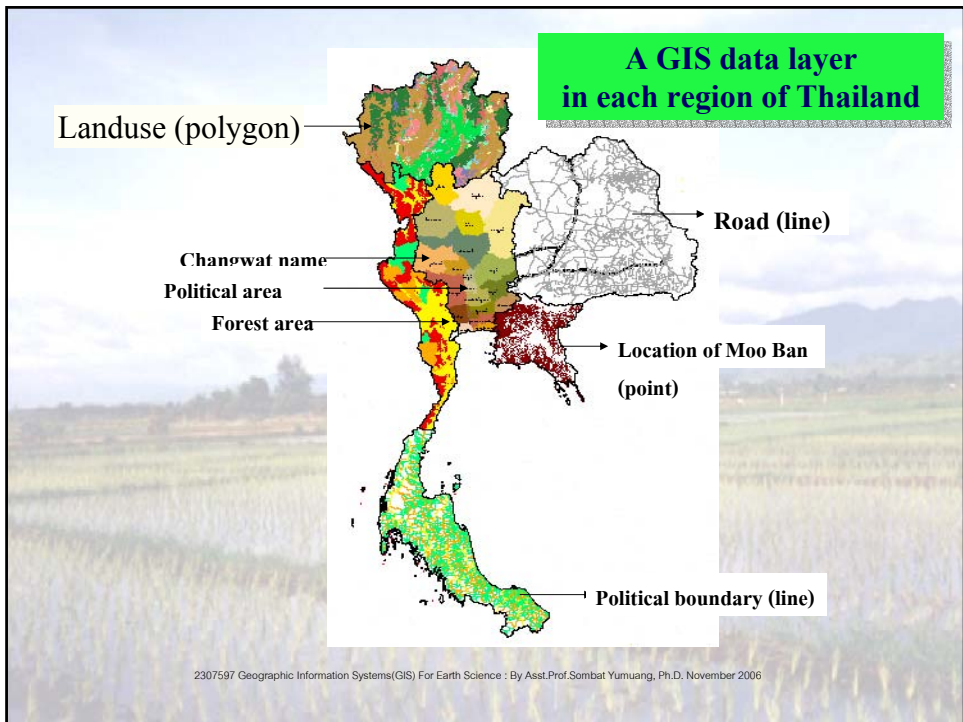 A GIS data layer
in each region of Thailand
Landuse (polygon)
Road (line)
Changwat name
Political area
Forest area
Location of Moo Ban
(point)
Political boundary (line)
2307597 Geographic Information Systems(GIS) For Earth Science : By Asst.Prof.Sombat Yumuang, Ph.D. November 2006